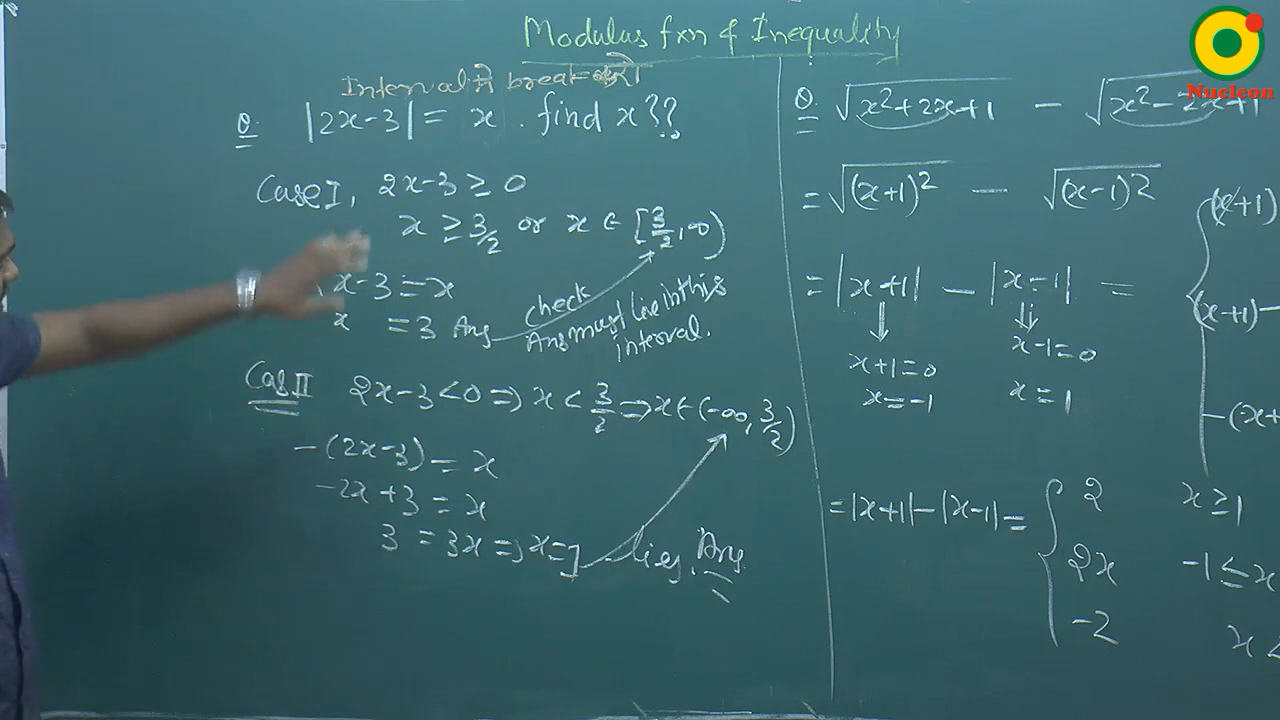 Modulus fxn & Inequality
Nucleon
Interval में break करो
Q. |2x-3| = x . find x??
Case I, 2x-3 ≥ 0
x ≥ 3/2 or x ∈ [3/2, ∞)
x-3 = x
x = 3 Ans
check
Ans must lie in this
interval.
Case II 2x-3 < 0 => x < 3/2 => x ∈ (-∞, 3/2)
-(2x-3) = x
-2x+3 = x
3 = 3x => x=1 lies Ans.
Q. √x²+2x+1 - √x²-2x+1
= √(x+1)² - √(x-1)²
= |x+1| - |x-1| =
x+1=0
x=-1
x-1=0
x=1
(x+1)
(x+1)-
-(x+
= |x+1|-|x-1| =
2 x≥1
2x -1≤x
-2 x<